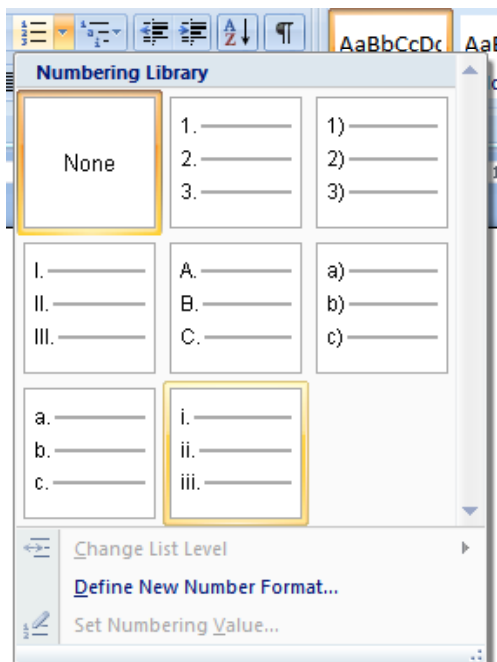 AaBbCcDc AaB
Numbering Library
None
1.
2.
3.
1)
2)
3)
I.
II.
III.
A.
B.
C.
a)
b)
c)
a.
b.
c.
i.
ii.
iii.
Change List Level
Define New Number Format...
Set Numbering Value...